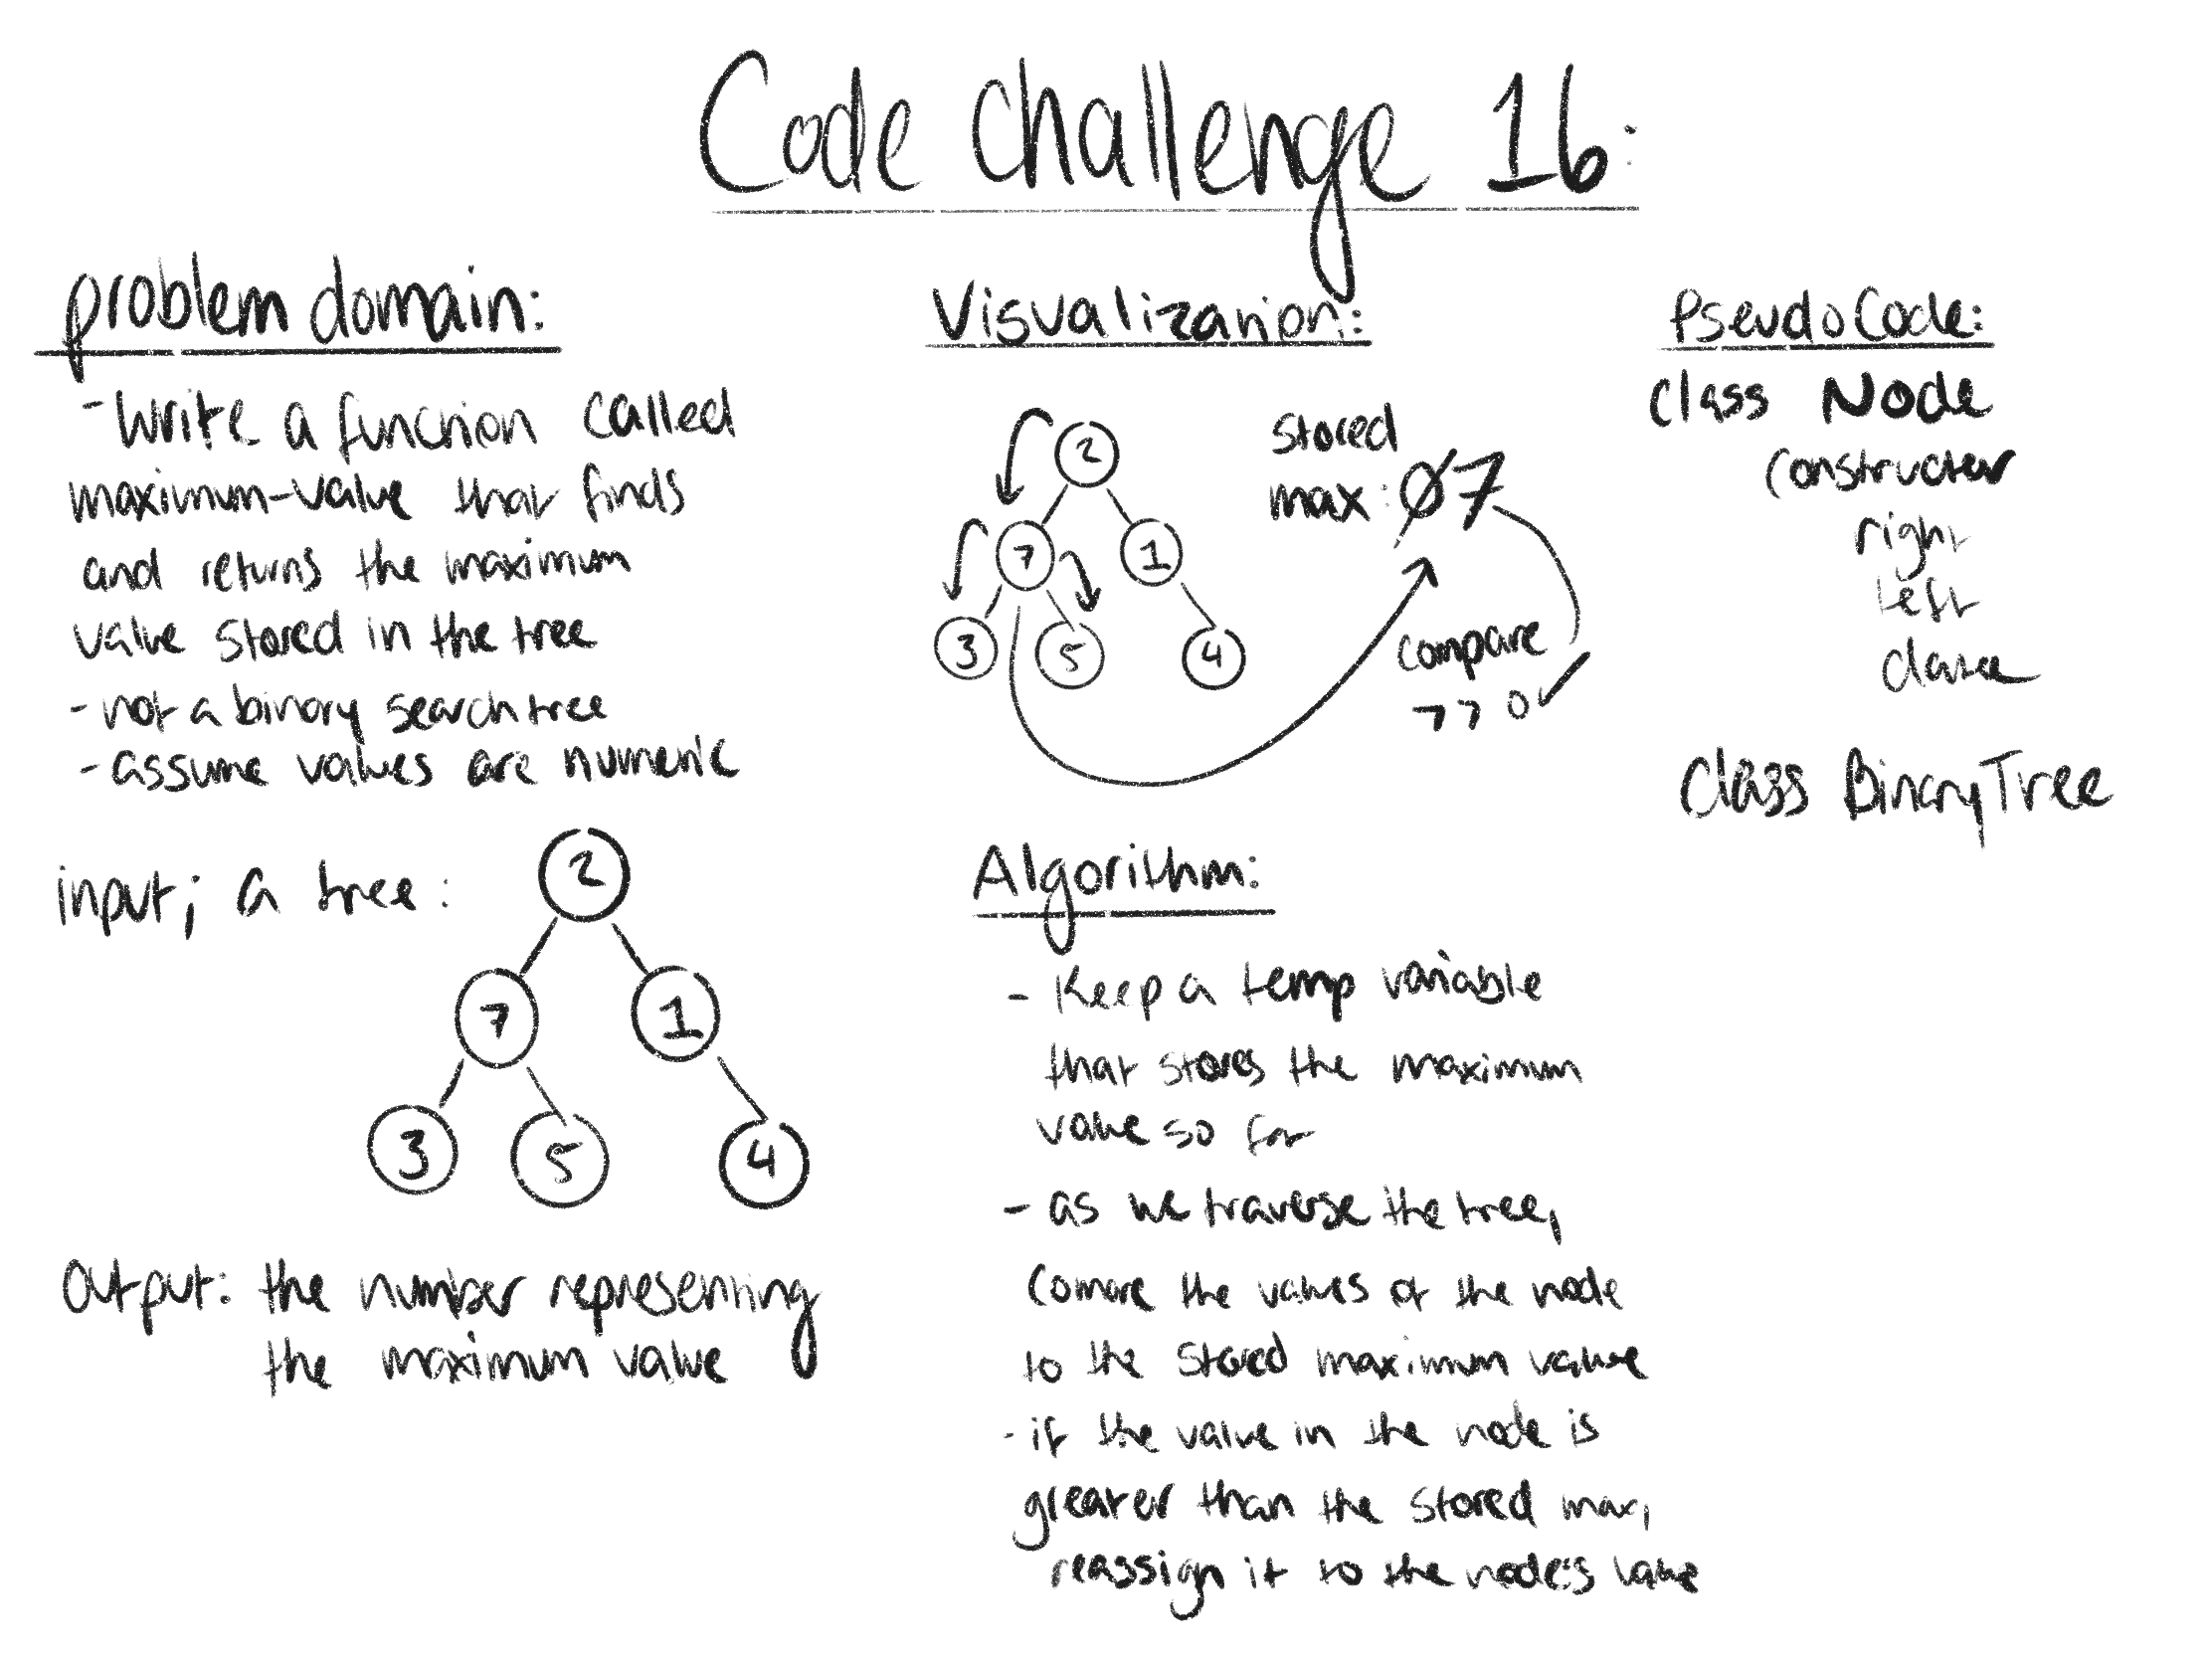 Code Challenge 16:
problem domain:
- Write a function called
maximum-value that finds
and returns the maximum
value stored in the tree
- not a binary search tree
- assume values are numeric
input; a tree:
2
7
1
3
5
4
output: the number representing
the maximum value
Visualization:
2
7
1
3
5
4
stored
max: 0 7
compare
7 > 0 ✓
Algorithm:
- Keep a temp variable
that stores the maximum
value so far
- as we traverse the tree,
comare the values of the node
to the stored maximum value
- if the value in the node is
greater than the stored max,
reassign it to the node's value
PseudoCode:
class Node
constructer
right
left
class BinaryTree